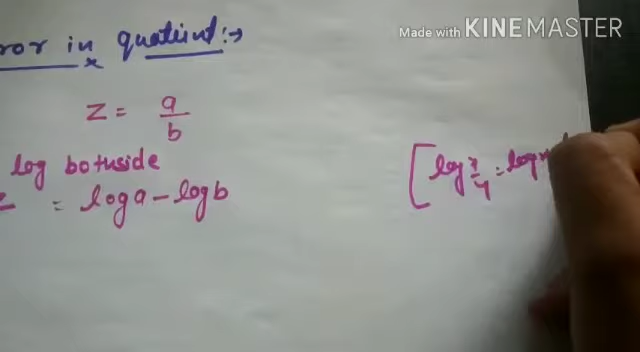 Made with KINEMASTER
ror in quotient :→
z = a/b
log bothside
z = log a - log b
[log x/y = log x